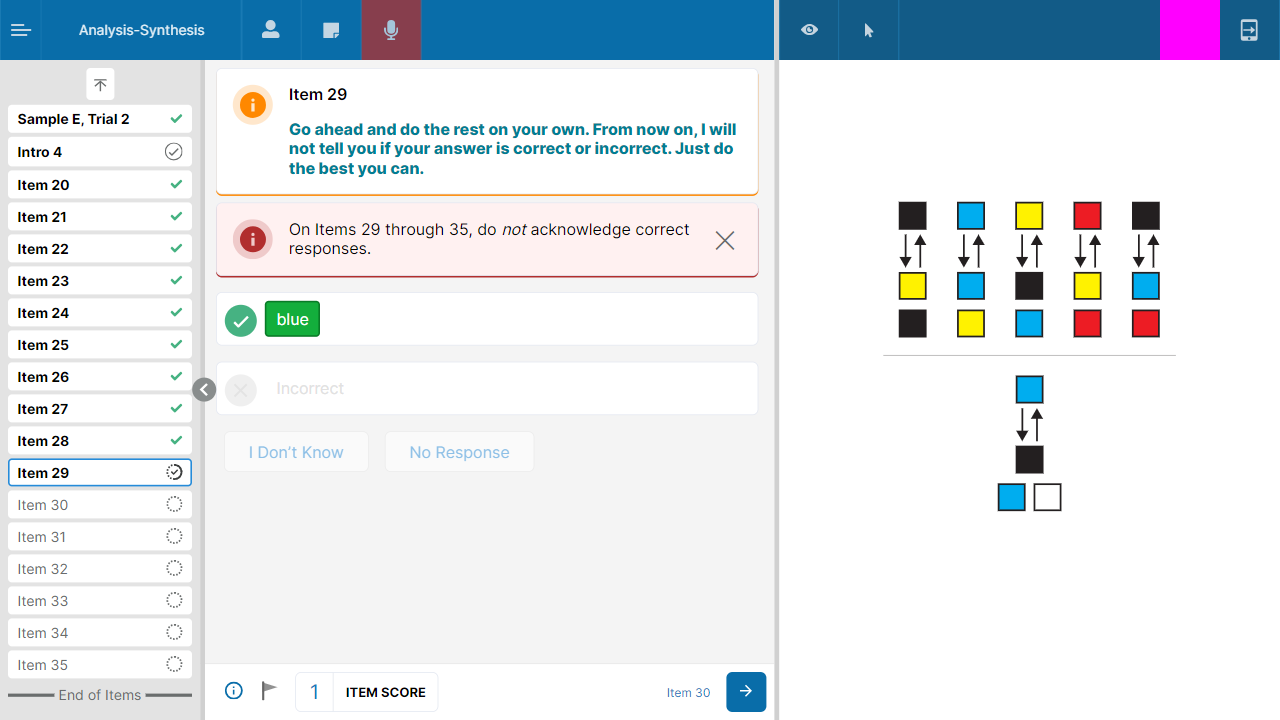 Analysis-Synthesis
Sample E, Trial 2
Intro 4
Item 20
Item 21
Item 22
Item 23
Item 24
Item 25
Item 26
Item 27
Item 28
Item 29
Item 30
Item 31
Item 32
Item 33
Item 34
Item 35
End of Items
Item 29
Go ahead and do the rest on your own. From now on, I will
not tell you if your answer is correct or incorrect. Just do
the best you can.
On Items 29 through 35, do not acknowledge correct
responses.
blue
Incorrect
I Don't Know
No Response
1 ITEM SCORE
Item 30